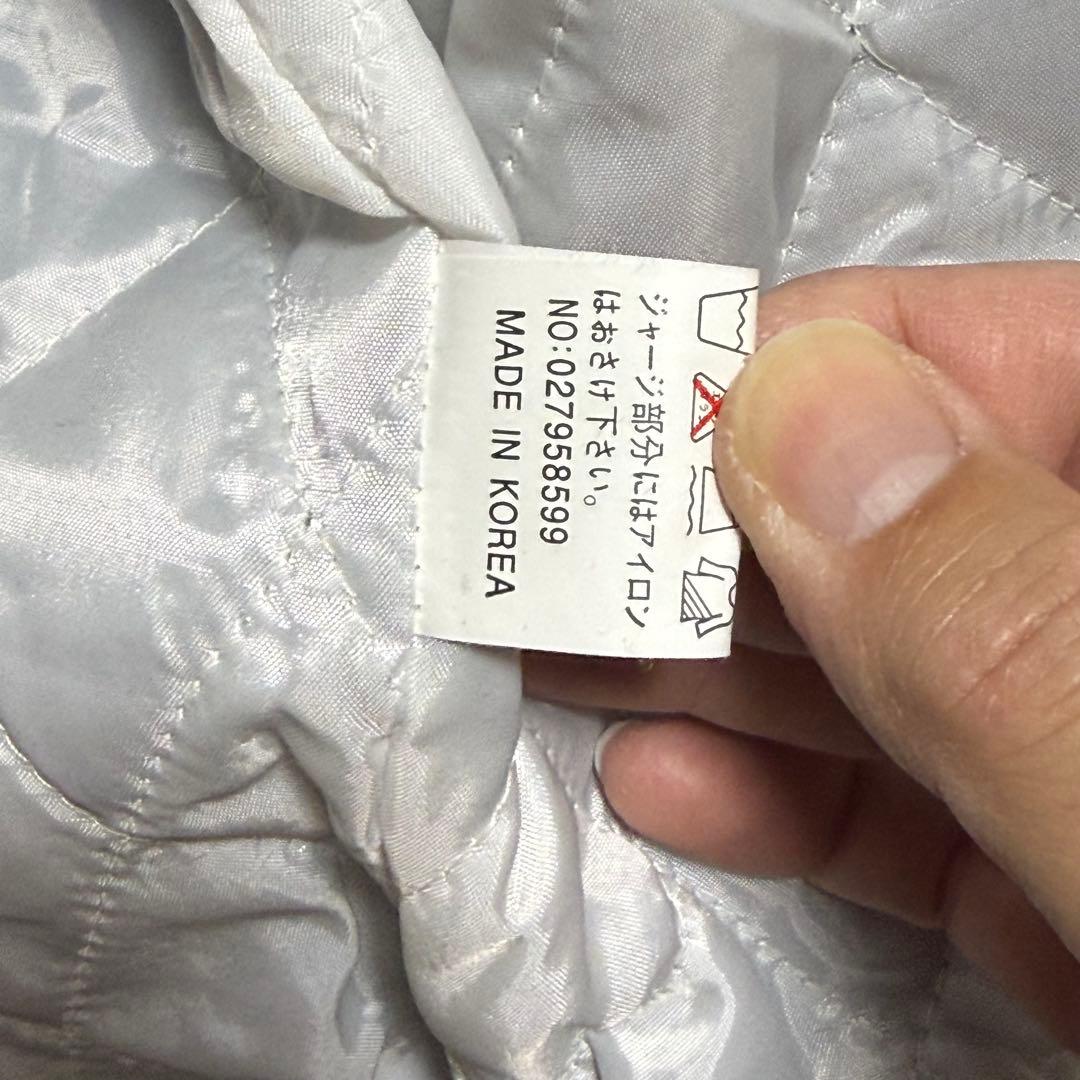 ジャージ部分にはアイロン
はおさけ下さい。
NO:027958599
MADE IN KOREA